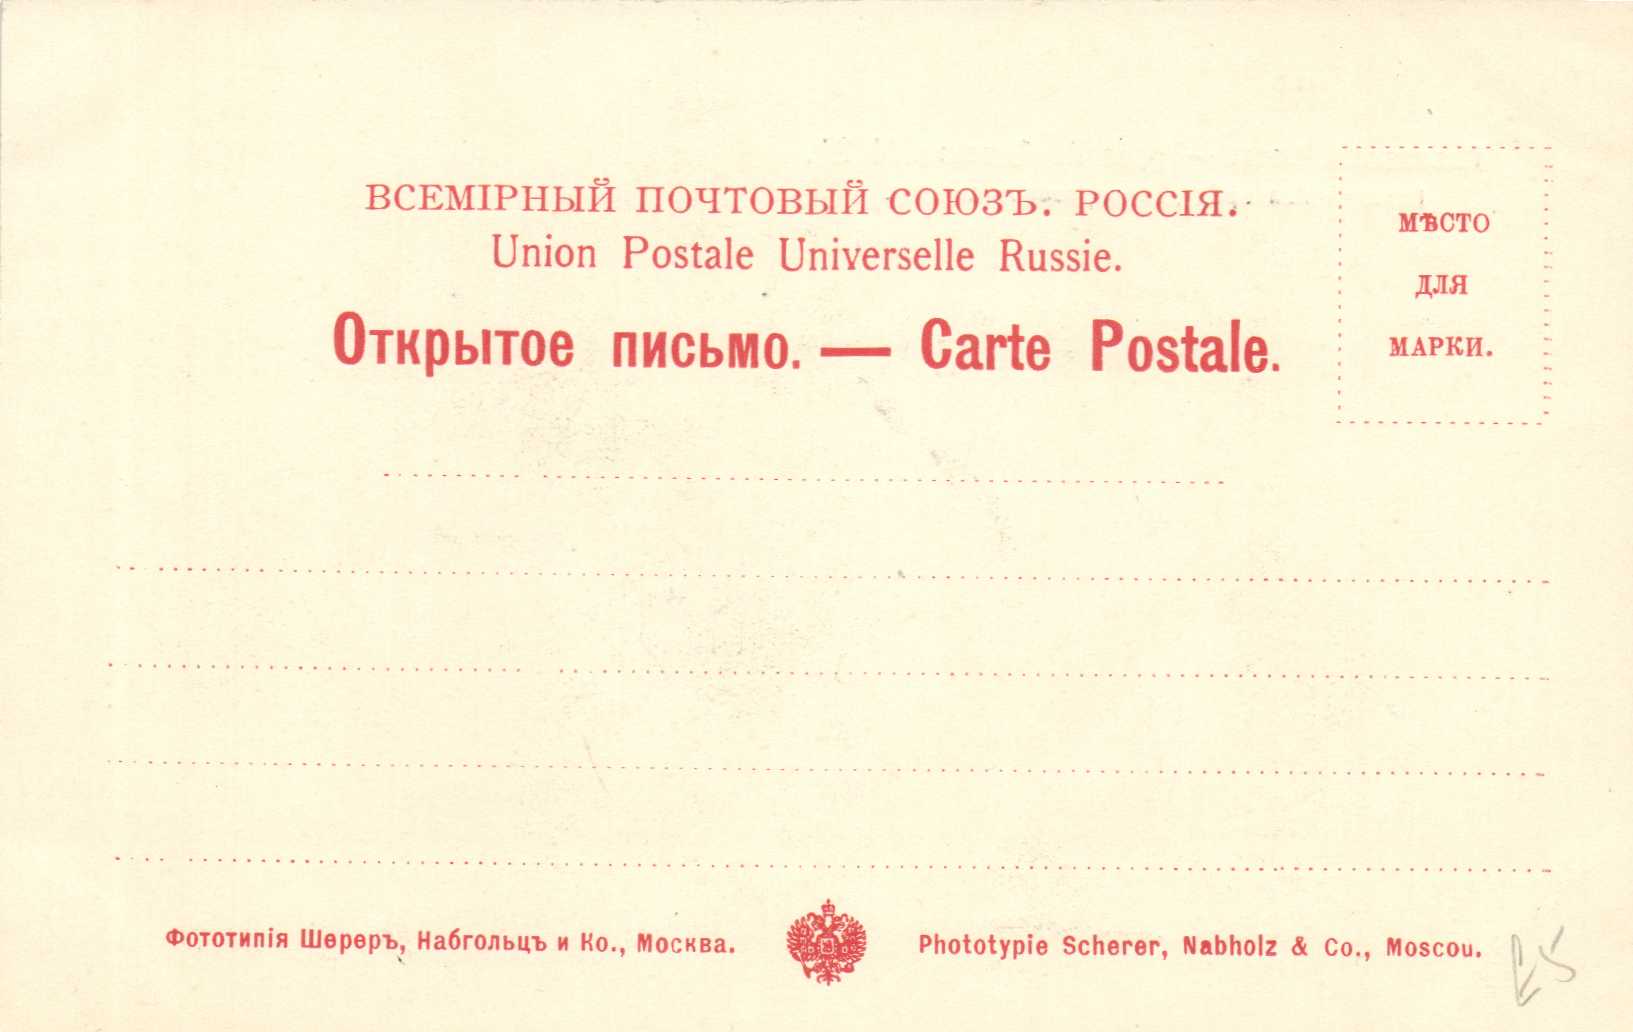 ВСЕМІРНЫЙ ПОЧТОВЫЙ СОЮЗЪ. РОССІЯ.
Union Postale Universelle Russie.
Открытое письмо. — Carte Postale.
МѢСТО
ДЛЯ
МАРКИ.
Фототипія Шереръ, Набгольцъ и Ко., Москва.
Phototypie Scherer, Nabholz & Co., Moscou.